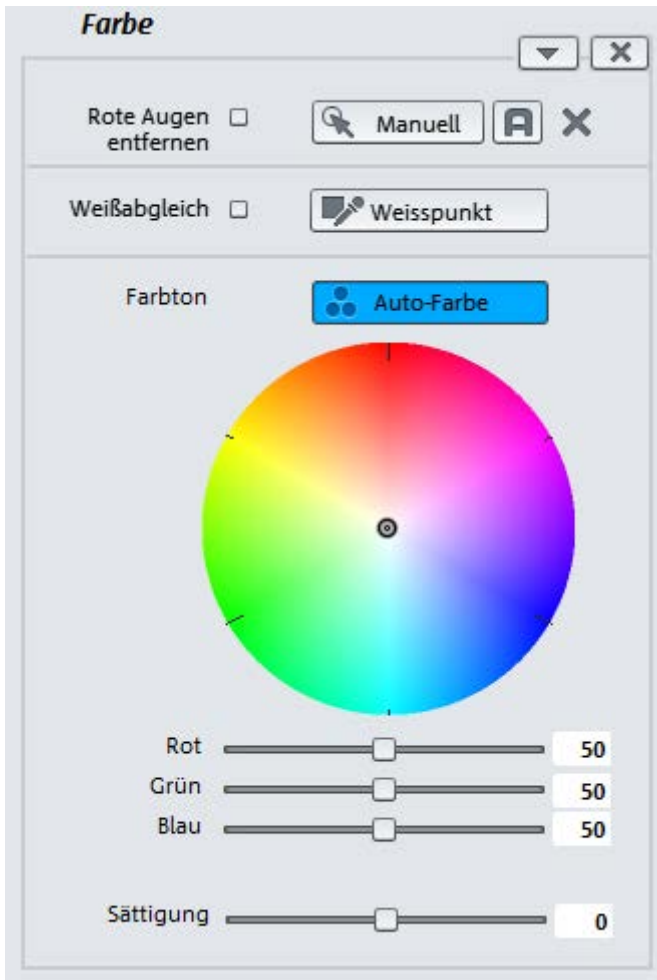 Farbe
Rote Augen
entfernen
Manuell
A
Weißabgleich
Weisspunkt
Farbton
Auto-Farbe
Rot 50
Grün 50
Blau 50
Sättigung 0